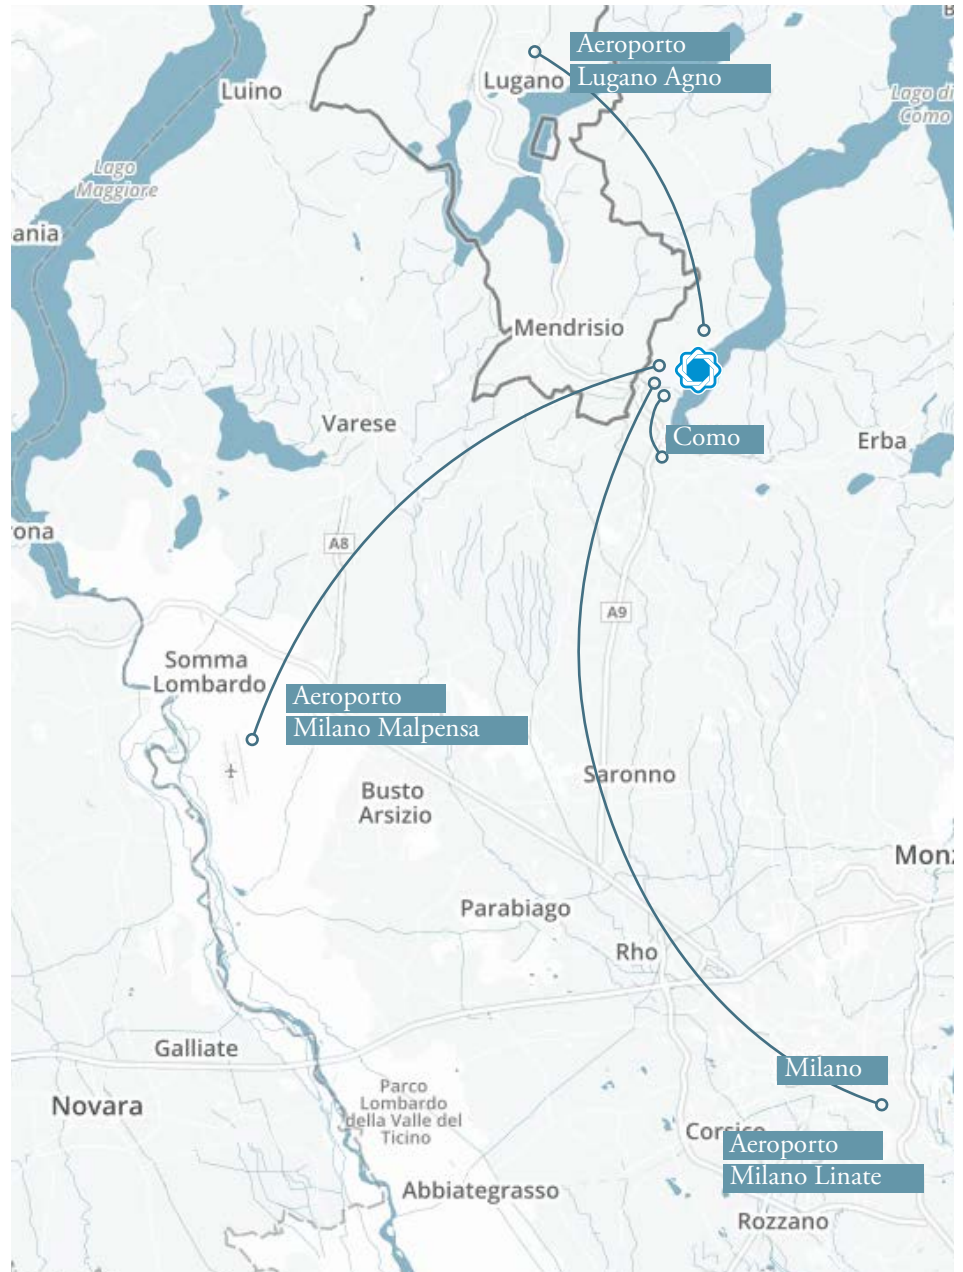 Aeroporto
Lugano Agno
Lugano
Luino
Lago di
Como
Lago
Maggiore
ania
Mendrisio
Varese
Como
Erba
ona
A8
A9
Somma
Lombardo
Aeroporto
Milano Malpensa
Saronno
Busto
Arsizio
Monz
Parabiago
Rho
Galliate
Milano
Parco
Lombardo
della Valle del
Ticino
Novara
Corsico
Aeroporto
Milano Linate
Abbiategrasso
Rozzano